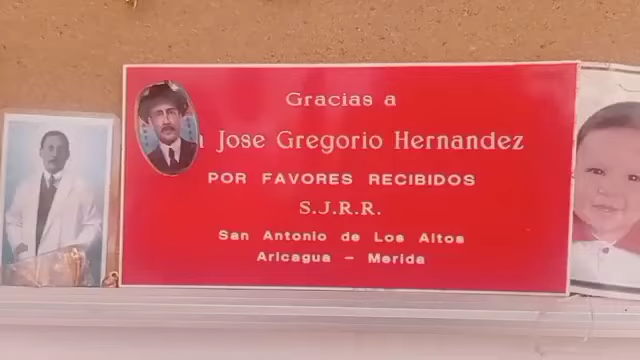 Gracias a
Jose Gregorio Hernandez
POR FAVORES RECIBIDOS
S.J.R.R.
San Antonio de Los Altos
Aricagua – Merida